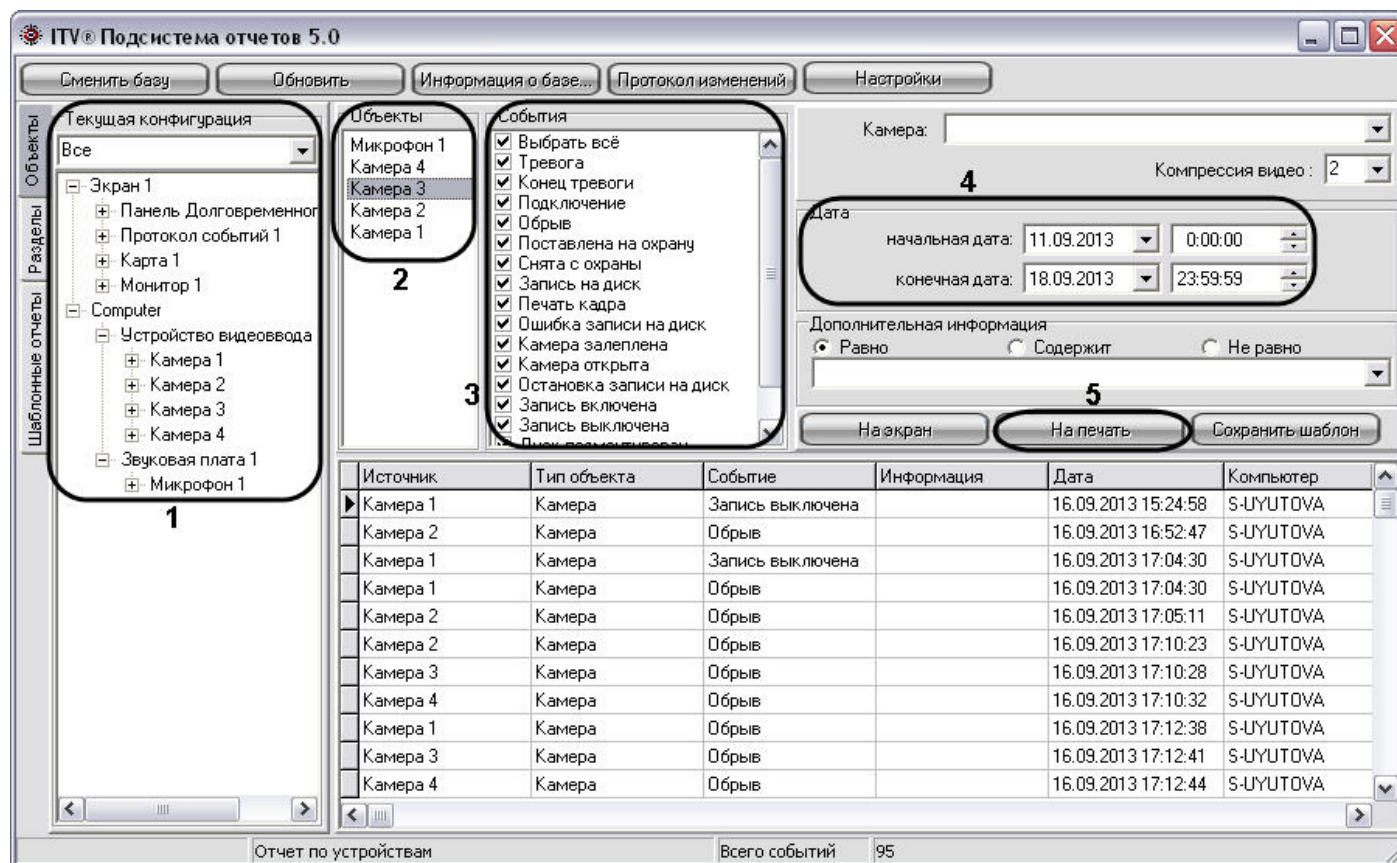 ITV® Подсистема отчетов 5.0
Сменить базу
Обновить
Информация о базе...
Протокол изменений
Настройки
Объекты
Разделы
Шаблонные отчеты
Текущая конфигурация
Все
Экран 1
Панель Долговременног
Протокол событий 1
Карта 1
Монитор 1
Computer
Устройство видеоввода
Камера 1
Камера 2
Камера 3
Камера 4
Звуковая плата 1
Микрофон 1
1
Объекты
Микрофон 1
Камера 4
Камера 3
Камера 2
Камера 1
2
События
Выбрать всё
Тревога
Конец тревоги
Подключение
Обрыв
Поставлена на охрану
Снята с охраны
Запись на диск
Печать кадра
Ошибка записи на диск
Камера залеплена
Камера открыта
Остановка записи на диск
Запись включена
Запись выключена
3
Камера:
Компрессия видео : 2
4
Дата
начальная дата: 11.09.2013 0:00:00
конечная дата: 18.09.2013 23:59:59
Дополнительная информация
Равно Содержит Не равно
5
На экран
На печать
Сохранить шаблон
Источник Тип объекта Событие Информация Дата Компьютер
Камера 1 Камера Запись выключена 16.09.2013 15:24:58 S-UYUTOVA
Камера 2 Камера Обрыв 16.09.2013 16:52:47 S-UYUTOVA
Камера 1 Камера Запись выключена 16.09.2013 17:04:30 S-UYUTOVA
Камера 1 Камера Обрыв 16.09.2013 17:04:30 S-UYUTOVA
Камера 2 Камера Обрыв 16.09.2013 17:05:11 S-UYUTOVA
Камера 2 Камера Обрыв 16.09.2013 17:10:23 S-UYUTOVA
Камера 3 Камера Обрыв 16.09.2013 17:10:28 S-UYUTOVA
Камера 4 Камера Обрыв 16.09.2013 17:10:32 S-UYUTOVA
Камера 1 Камера Обрыв 16.09.2013 17:12:38 S-UYUTOVA
Камера 3 Камера Обрыв 16.09.2013 17:12:41 S-UYUTOVA
Камера 4 Камера Обрыв 16.09.2013 17:12:44 S-UYUTOVA
Отчет по устройствам Всего событий 95